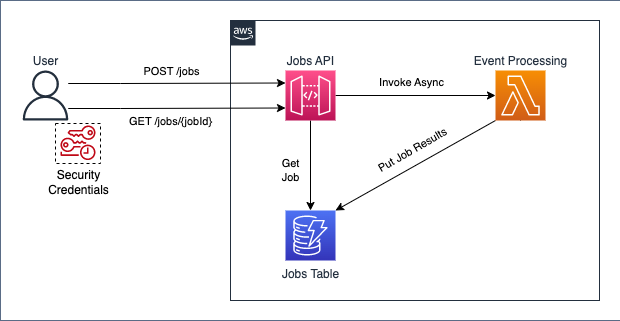 aws
User
Jobs API
Event Processing
POST /jobs
Invoke Async
GET /jobs/{jobId}
Security
Credentials
Get
Job
Put Job Results
Jobs Table